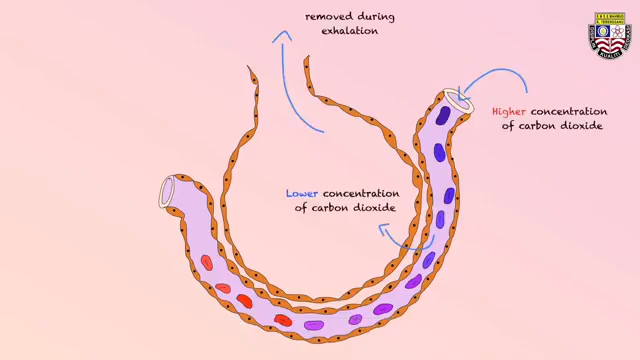 removed during
exhalation
Higher concentration
of carbon dioxide
Lower concentration
of carbon dioxide